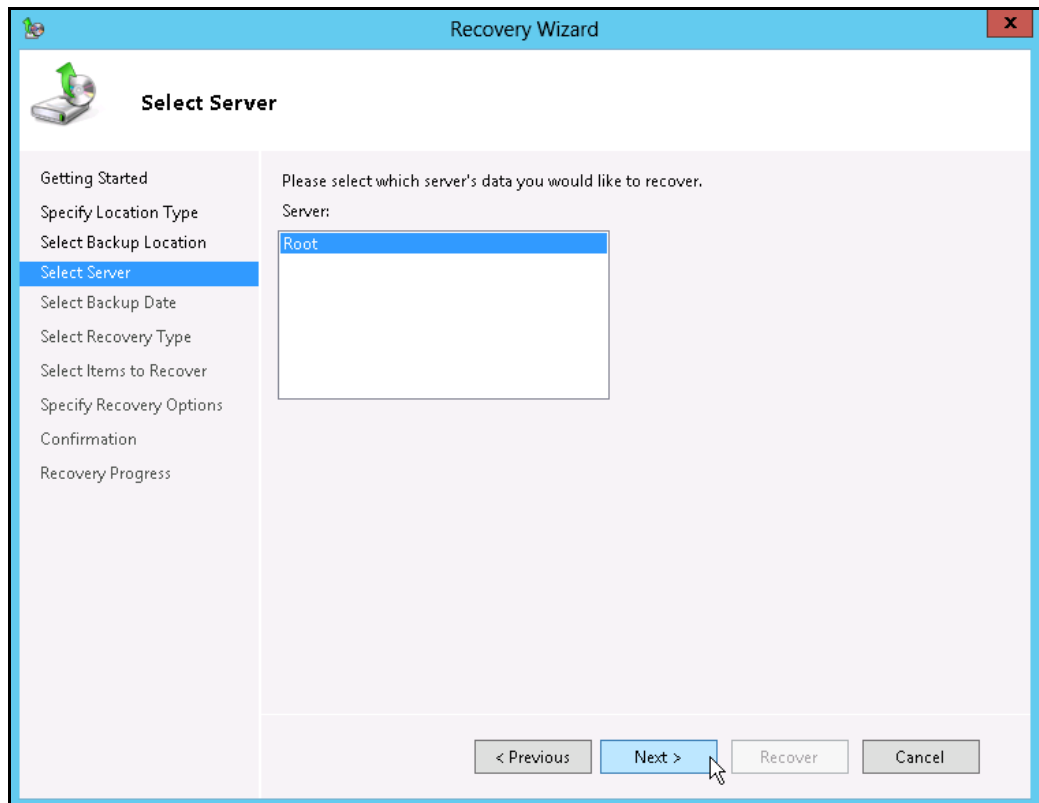 Recovery Wizard
x
Select Server
Getting Started
Specify Location Type
Select Backup Location
Select Server
Select Backup Date
Select Recovery Type
Select Items to Recover
Specify Recovery Options
Confirmation
Recovery Progress
Please select which server's data you would like to recover.
Server:
Root
< Previous
Next >
Recover
Cancel